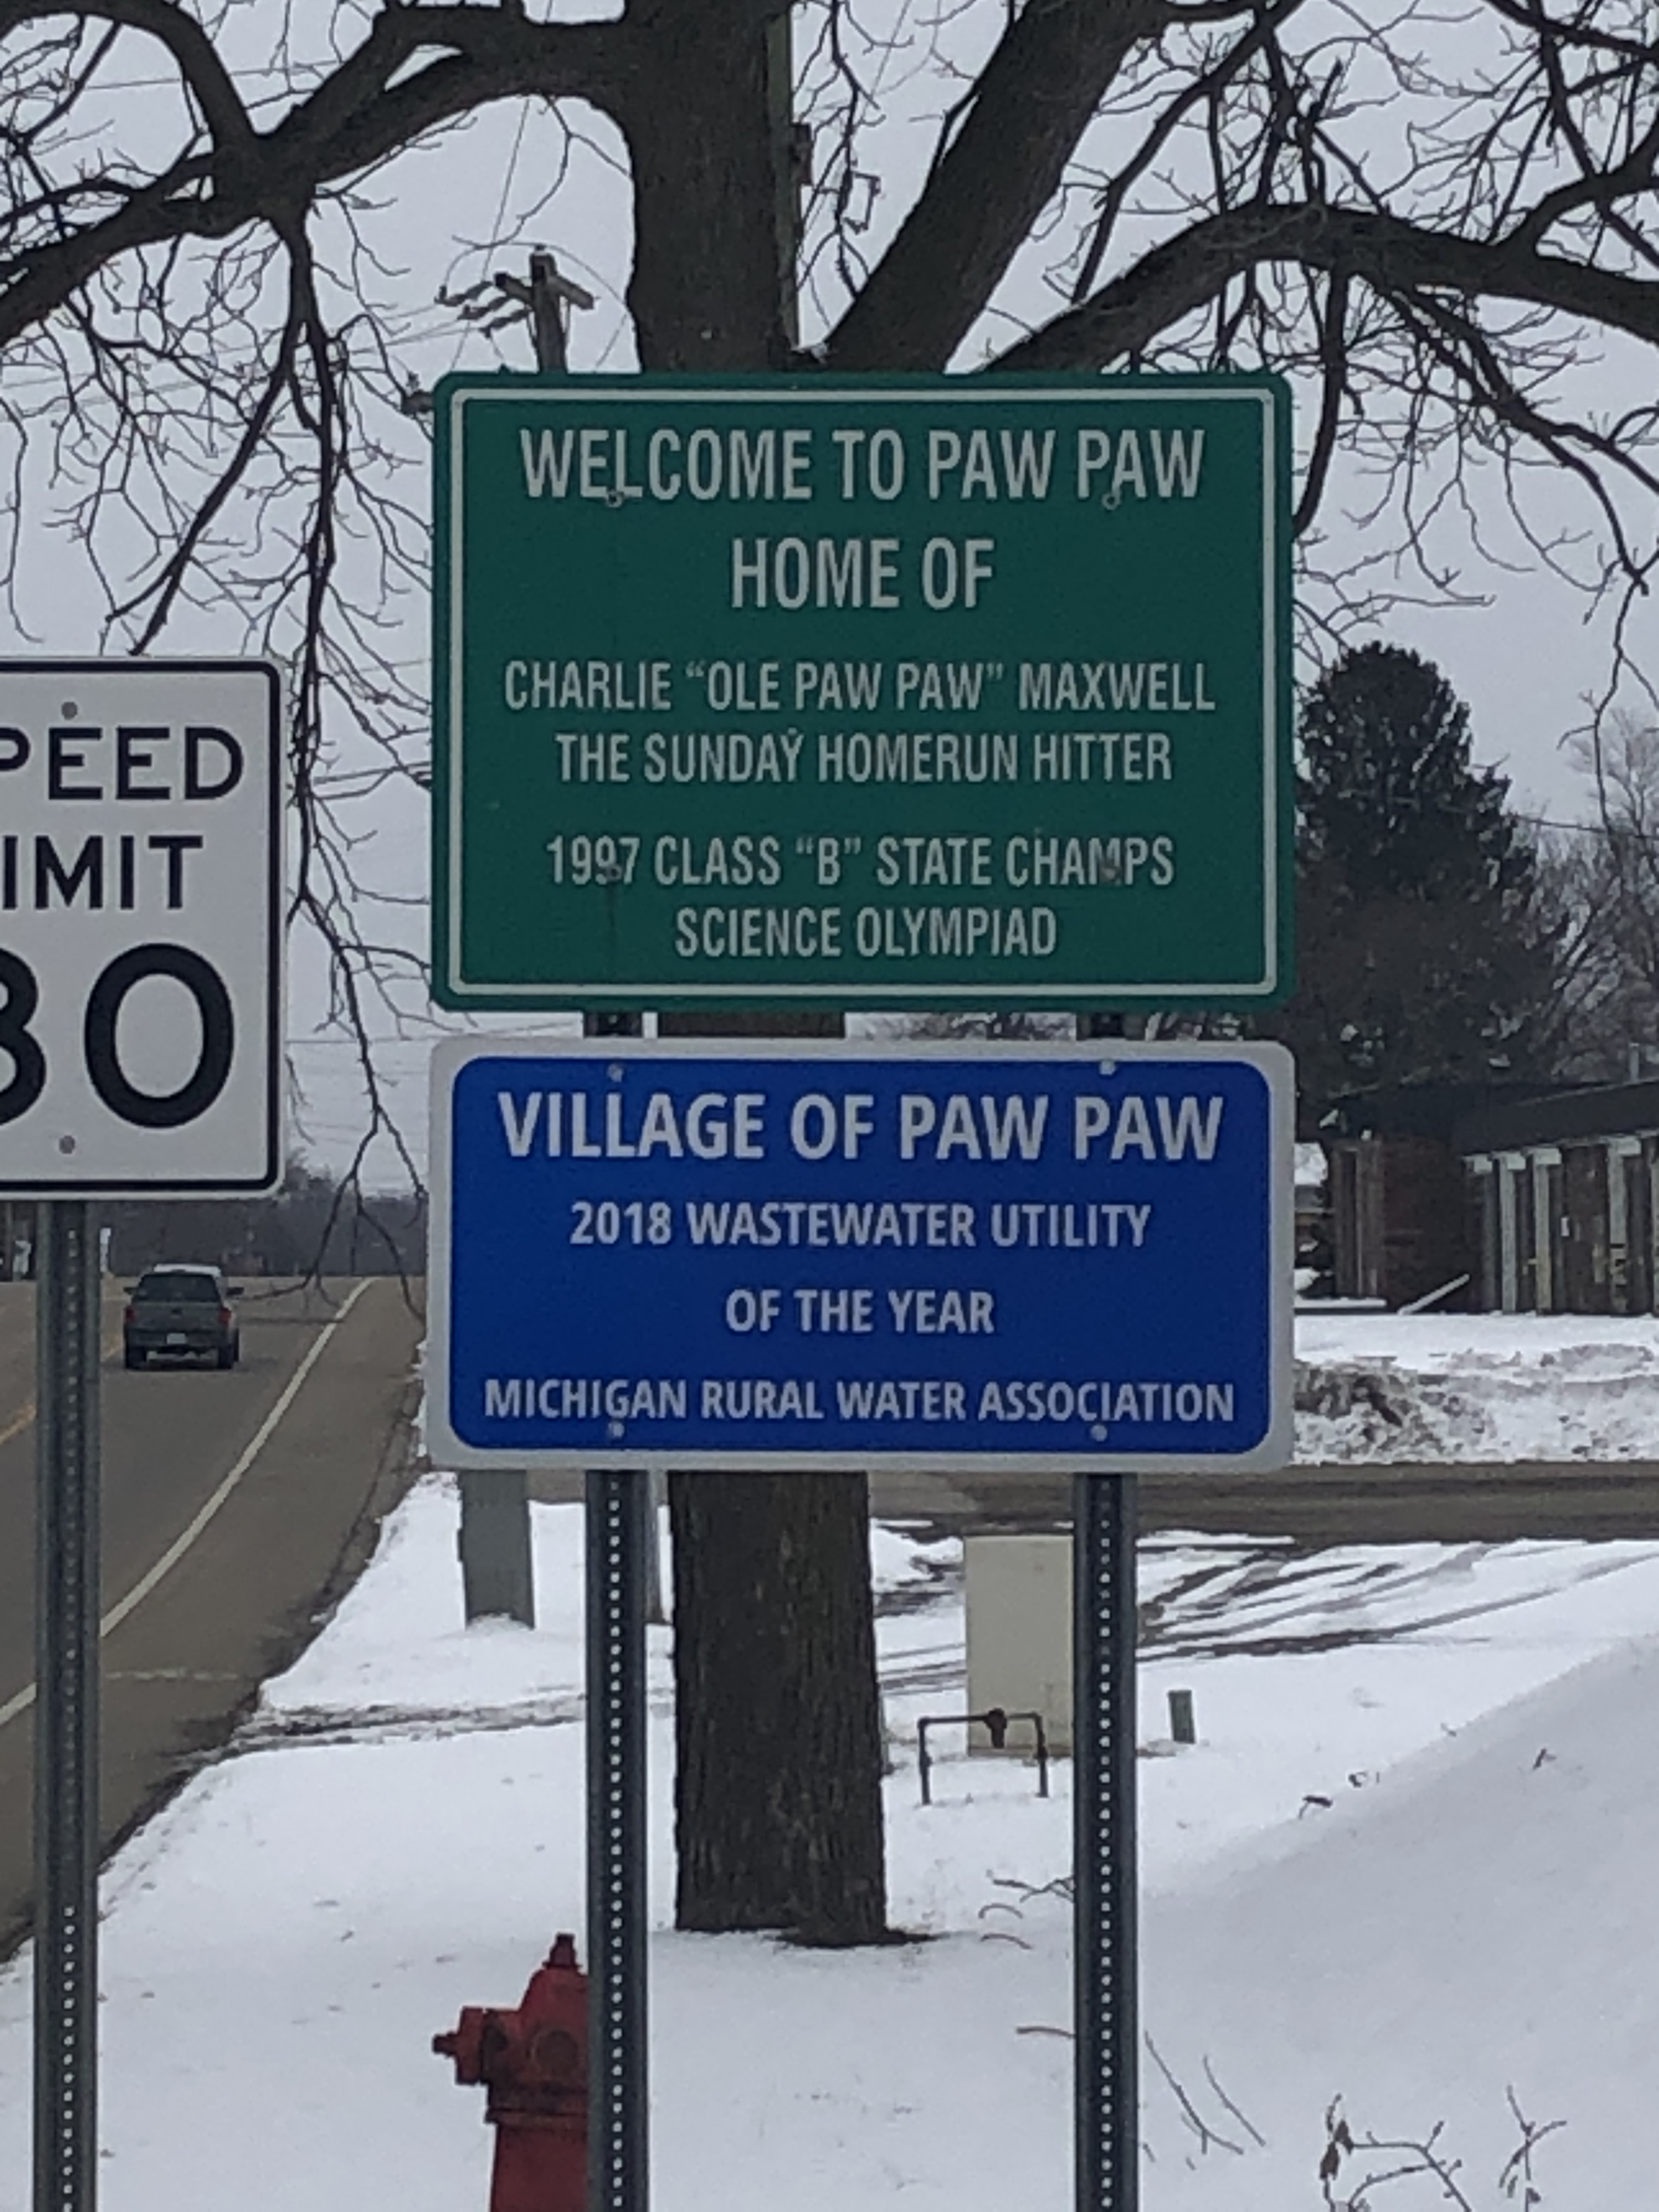 WELCOME TO PAW PAW
HOME OF
CHARLIE “OLE PAW PAW” MAXWELL
THE SUNDAY HOMERUN HITTER
1997 CLASS “B” STATE CHAMPS
SCIENCE OLYMPIAD
VILLAGE OF PAW PAW
2018 WASTEWATER UTILITY
OF THE YEAR
MICHIGAN RURAL WATER ASSOCIATION
PEED
IMIT
30